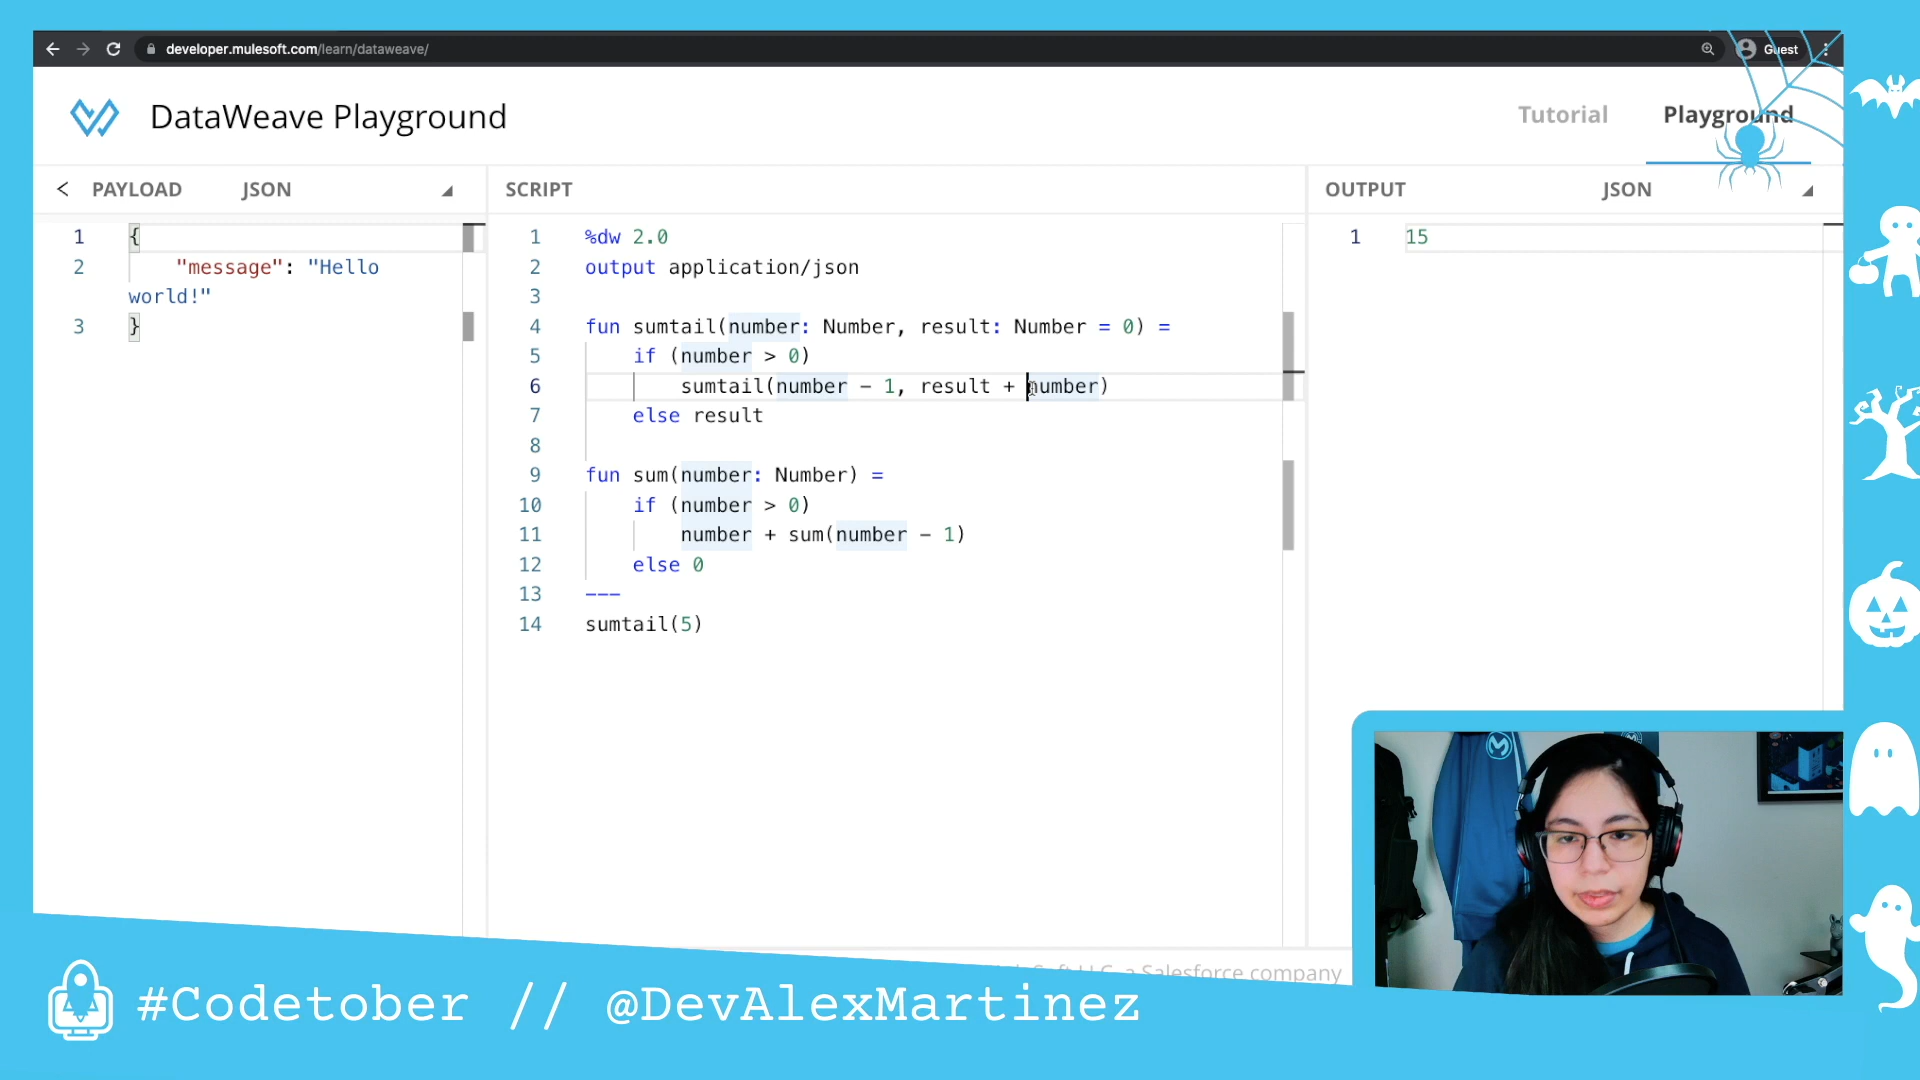 developer.mulesoft.com/learn/dataweave/
Guest
DataWeave Playground
Tutorial
Playground
PAYLOAD
JSON
SCRIPT
OUTPUT
JSON
1 {
2 "message": "Hello
world!"
3 }
1 %dw 2.0
2 output application/json
3
4 fun sumtail(number: Number, result: Number = 0) =
5 if (number > 0)
6 sumtail(number - 1, result + number)
7 else result
8
9 fun sum(number: Number) =
10 if (number > 0)
11 number + sum(number - 1)
12 else 0
13 ---
14 sumtail(5)
1 15
LLC, a Salesforce company
#Codetober // @DevAlexMartinez